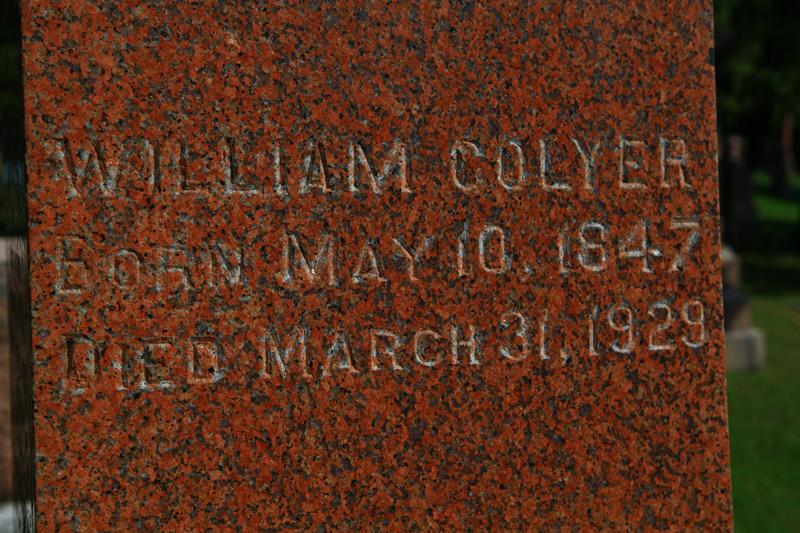 WILLIAM COLYER
BORN MAY 10, 1847
DIED MARCH 31, 1929